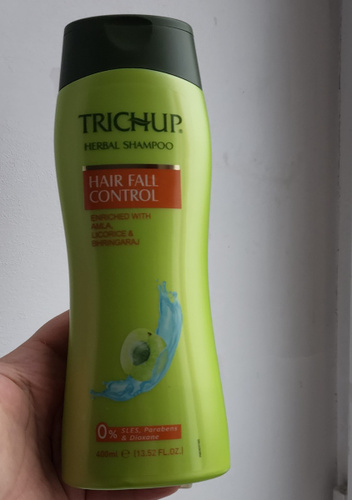 TRICHUP®
HERBAL SHAMPOO
HAIR FALL
CONTROL
ENRICHED WITH
AMLA,
LICORICE &
BHRINGARAJ
0% SLES, Parabens
& Dioxane
400mL ℮ (13.52 FL.OZ.)